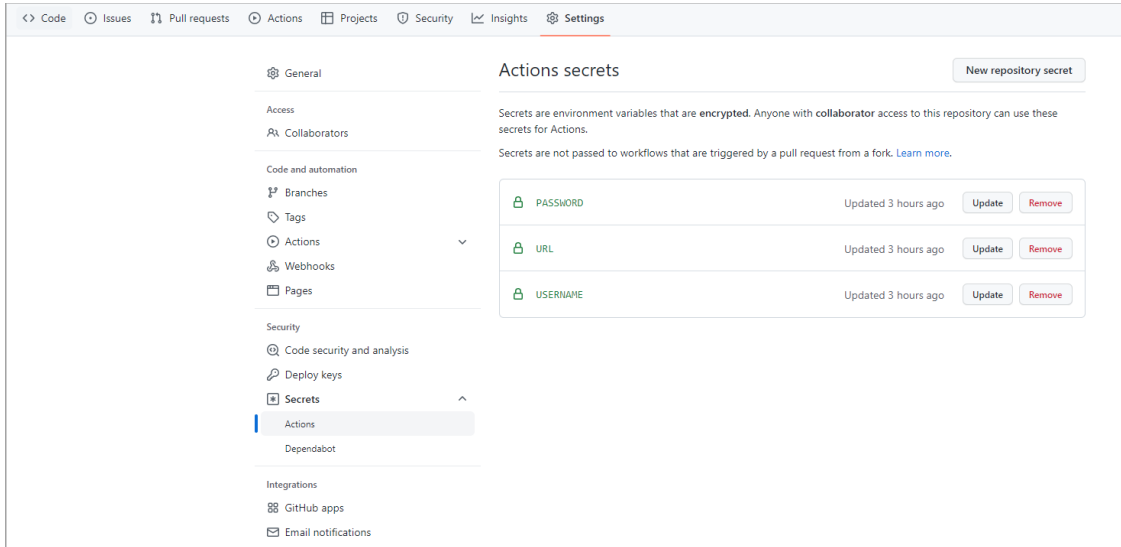 Code Issues Pull requests Actions Projects Security Insights Settings
General
Access
Collaborators
Code and automation
Branches
Tags
Actions
Webhooks
Pages
Security
Code security and analysis
Deploy keys
Secrets
Actions
Dependabot
Integrations
GitHub apps
Email notifications
Actions secrets
New repository secret
Secrets are environment variables that are encrypted. Anyone with collaborator access to this repository can use these
secrets for Actions.
Secrets are not passed to workflows that are triggered by a pull request from a fork. Learn more.
PASSWORD Updated 3 hours ago Update Remove
URL Updated 3 hours ago Update Remove
USERNAME Updated 3 hours ago Update Remove